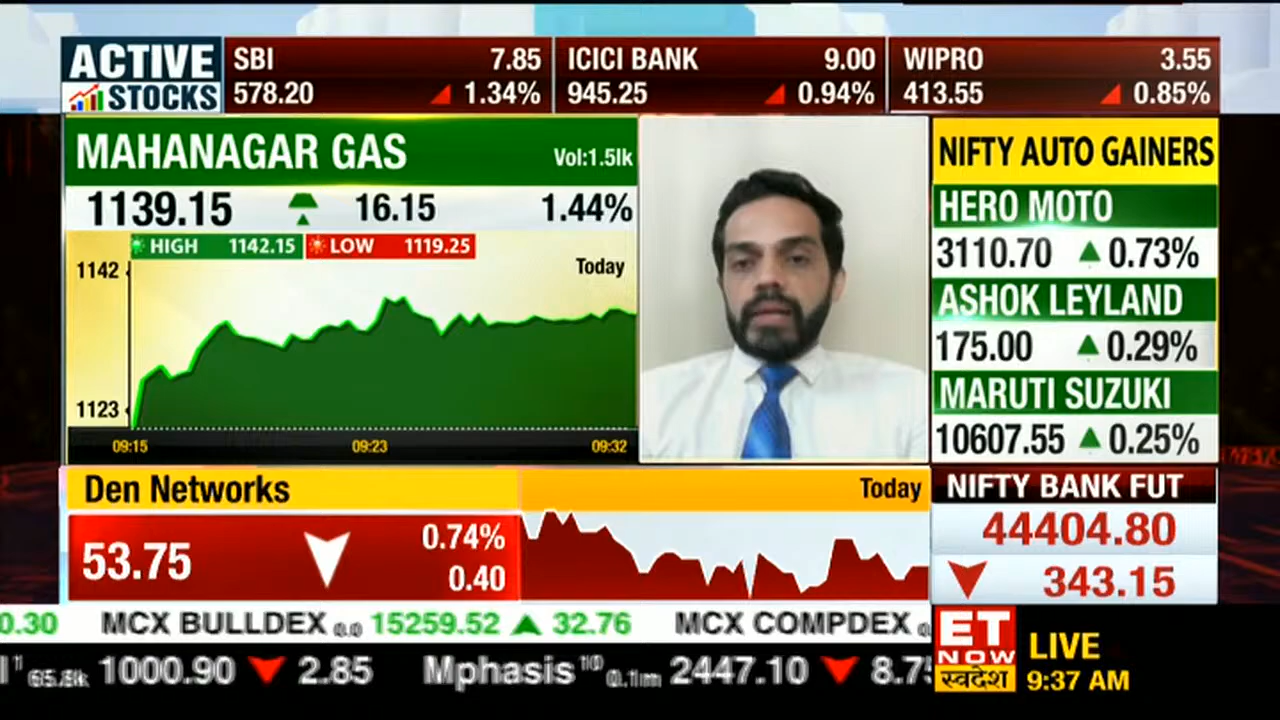 ACTIVE STOCKS
SBI 7.85
578.20 1.34%
ICICI BANK 9.00
945.25 0.94%
WIPRO 3.55
413.55 0.85%
MAHANAGAR GAS Vol:1.5lk
1139.15 16.15 1.44%
HIGH 1142.15 LOW 1119.25
Today
1142
1123
09:15 09:23 09:32
NIFTY AUTO GAINERS
HERO MOTO
3110.70 0.73%
ASHOK LEYLAND
175.00 0.29%
MARUTI SUZUKI
10607.55 0.25%
Den Networks Today
53.75 0.74%
0.40
NIFTY BANK FUT
44404.80
343.15
0.30 MCX BULLDEX 0.0 15259.52 32.76 MCX COMPDEX
1000.90 2.85 Mphasis 10 0.1m 2447.10
ET
NOW
स्वदेश
LIVE
9:37 AM